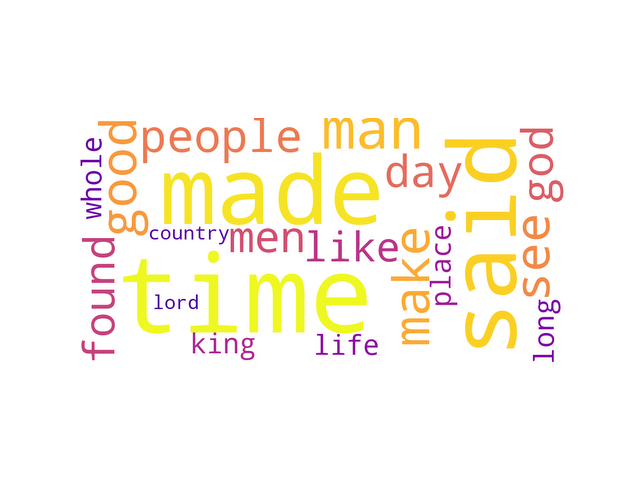 people
man
made
day
said
god
good
whole
country
men
like
see
found
time
make
place
lord
king
life
long